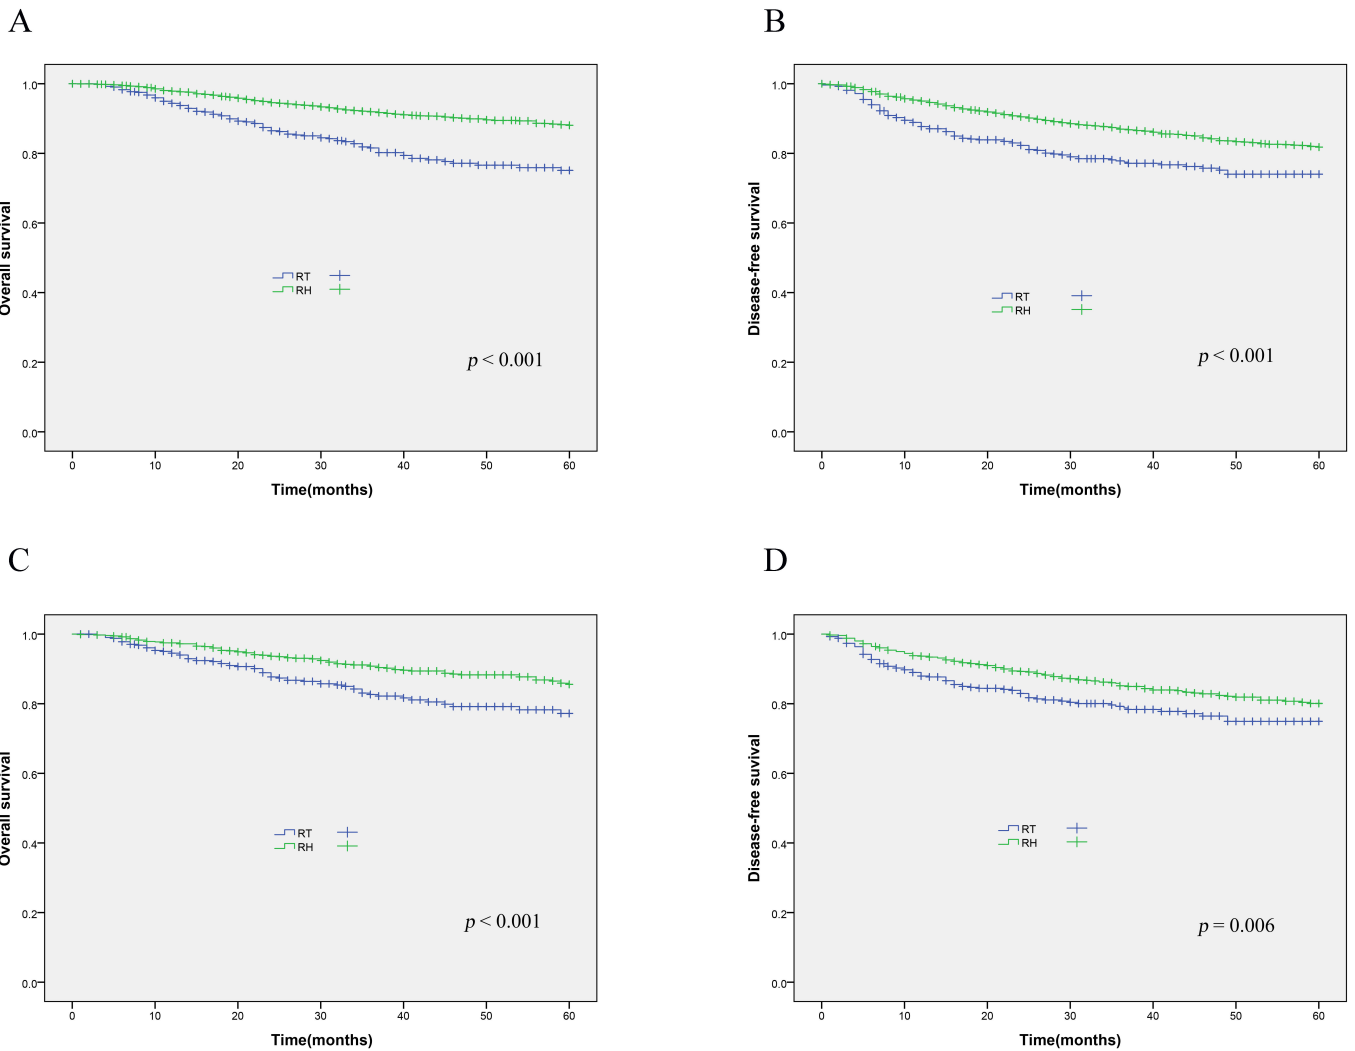 A
Overall survival
1.0
0.8
0.6
0.4
0.2
0.0
RT
RH
p < 0.001
0 10 20 30 40 50 60
Time(months)
B
Disease-free survival
1.0
0.8
0.6
0.4
0.2
0.0
RT
RH
p < 0.001
0 10 20 30 40 50 60
Time(months)
C
Overall survival
1.0
0.8
0.6
0.4
0.2
0.0
RT
RH
p < 0.001
0 10 20 30 40 50 60
Time(months)
D
Disease-free suvival
1.0
0.8
0.6
0.4
0.2
0.0
RT
RH
p = 0.006
0 10 20 30 40 50 60
Time(months)